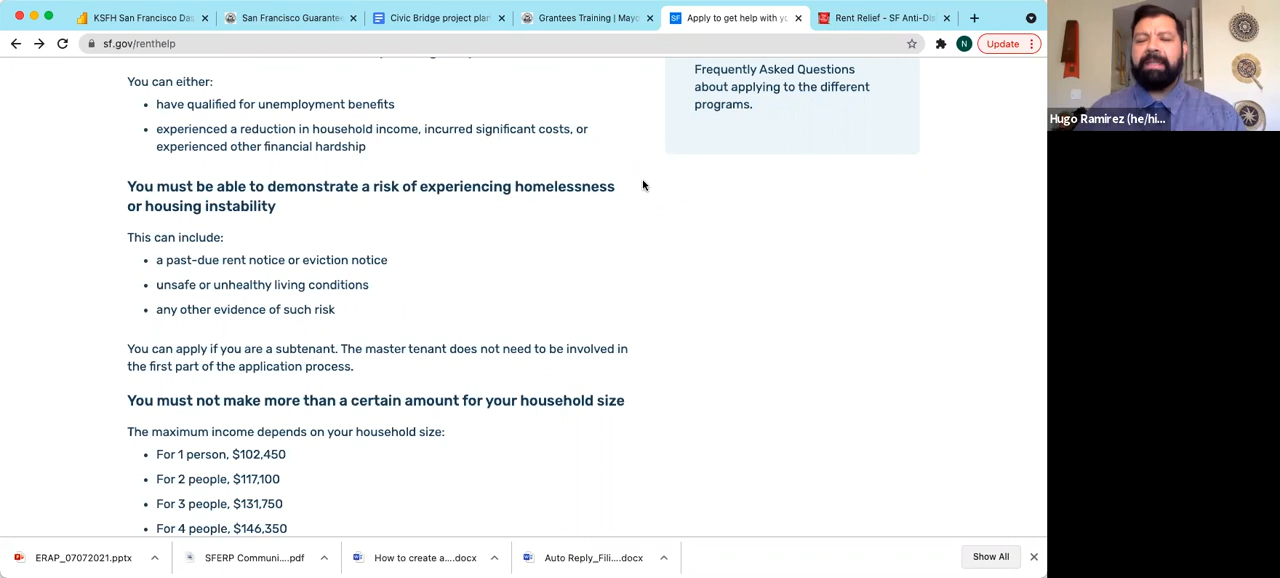 KSFH San Francisco Das
San Francisco Guarantee
Civic Bridge project plan
Grantees Training | Mayo
Apply to get help with yo
Rent Relief - SF Anti-Dis
sf.gov/renthelp
N
Update
You can either:
• have qualified for unemployment benefits
• experienced a reduction in household income, incurred significant costs, or
experienced other financial hardship
You must be able to demonstrate a risk of experiencing homelessness
or housing instability
This can include:
• a past-due rent notice or eviction notice
• unsafe or unhealthy living conditions
• any other evidence of such risk
You can apply if you are a subtenant. The master tenant does not need to be involved in
the first part of the application process.
You must not make more than a certain amount for your household size
The maximum income depends on your household size:
• For 1 person, $102,450
• For 2 people, $117,100
• For 3 people, $131,750
• For 4 people, $146,350
Frequently Asked Questions
about applying to the different
programs.
Hugo Ramirez (he/hi...
ERAP_07072021.pptx
SFERP Communi....pdf
How to create a....docx
Auto Reply_Fili....docx
Show All